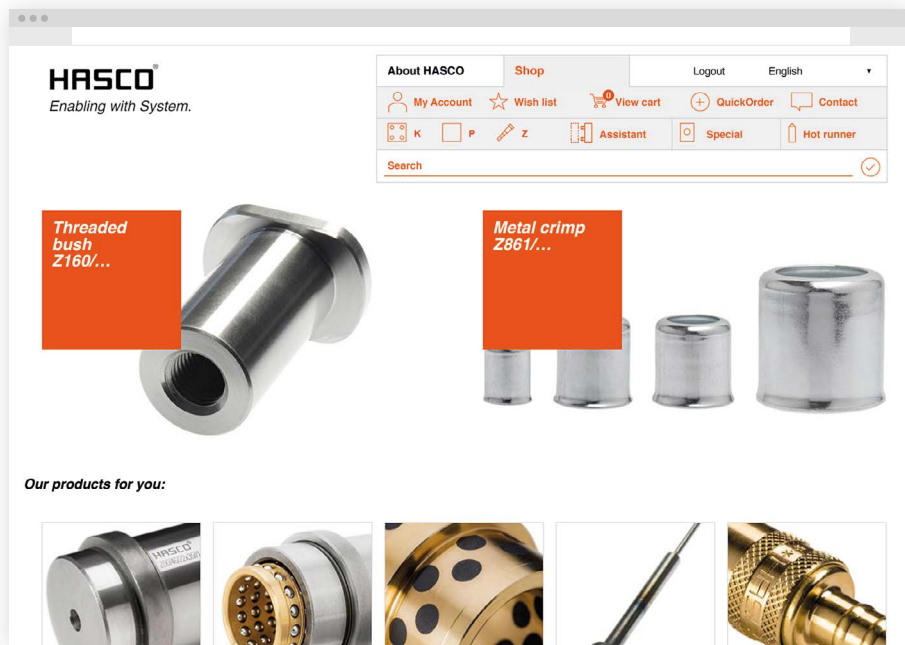 HASCO®
Enabling with System.
About HASCO Shop Logout English
My Account Wish list 0 View cart QuickOrder Contact
K P Z Assistant Special Hot runner
Search
Threaded
bush
Z160/...
Metal crimp
Z861/...
Our products for you:
HASCO